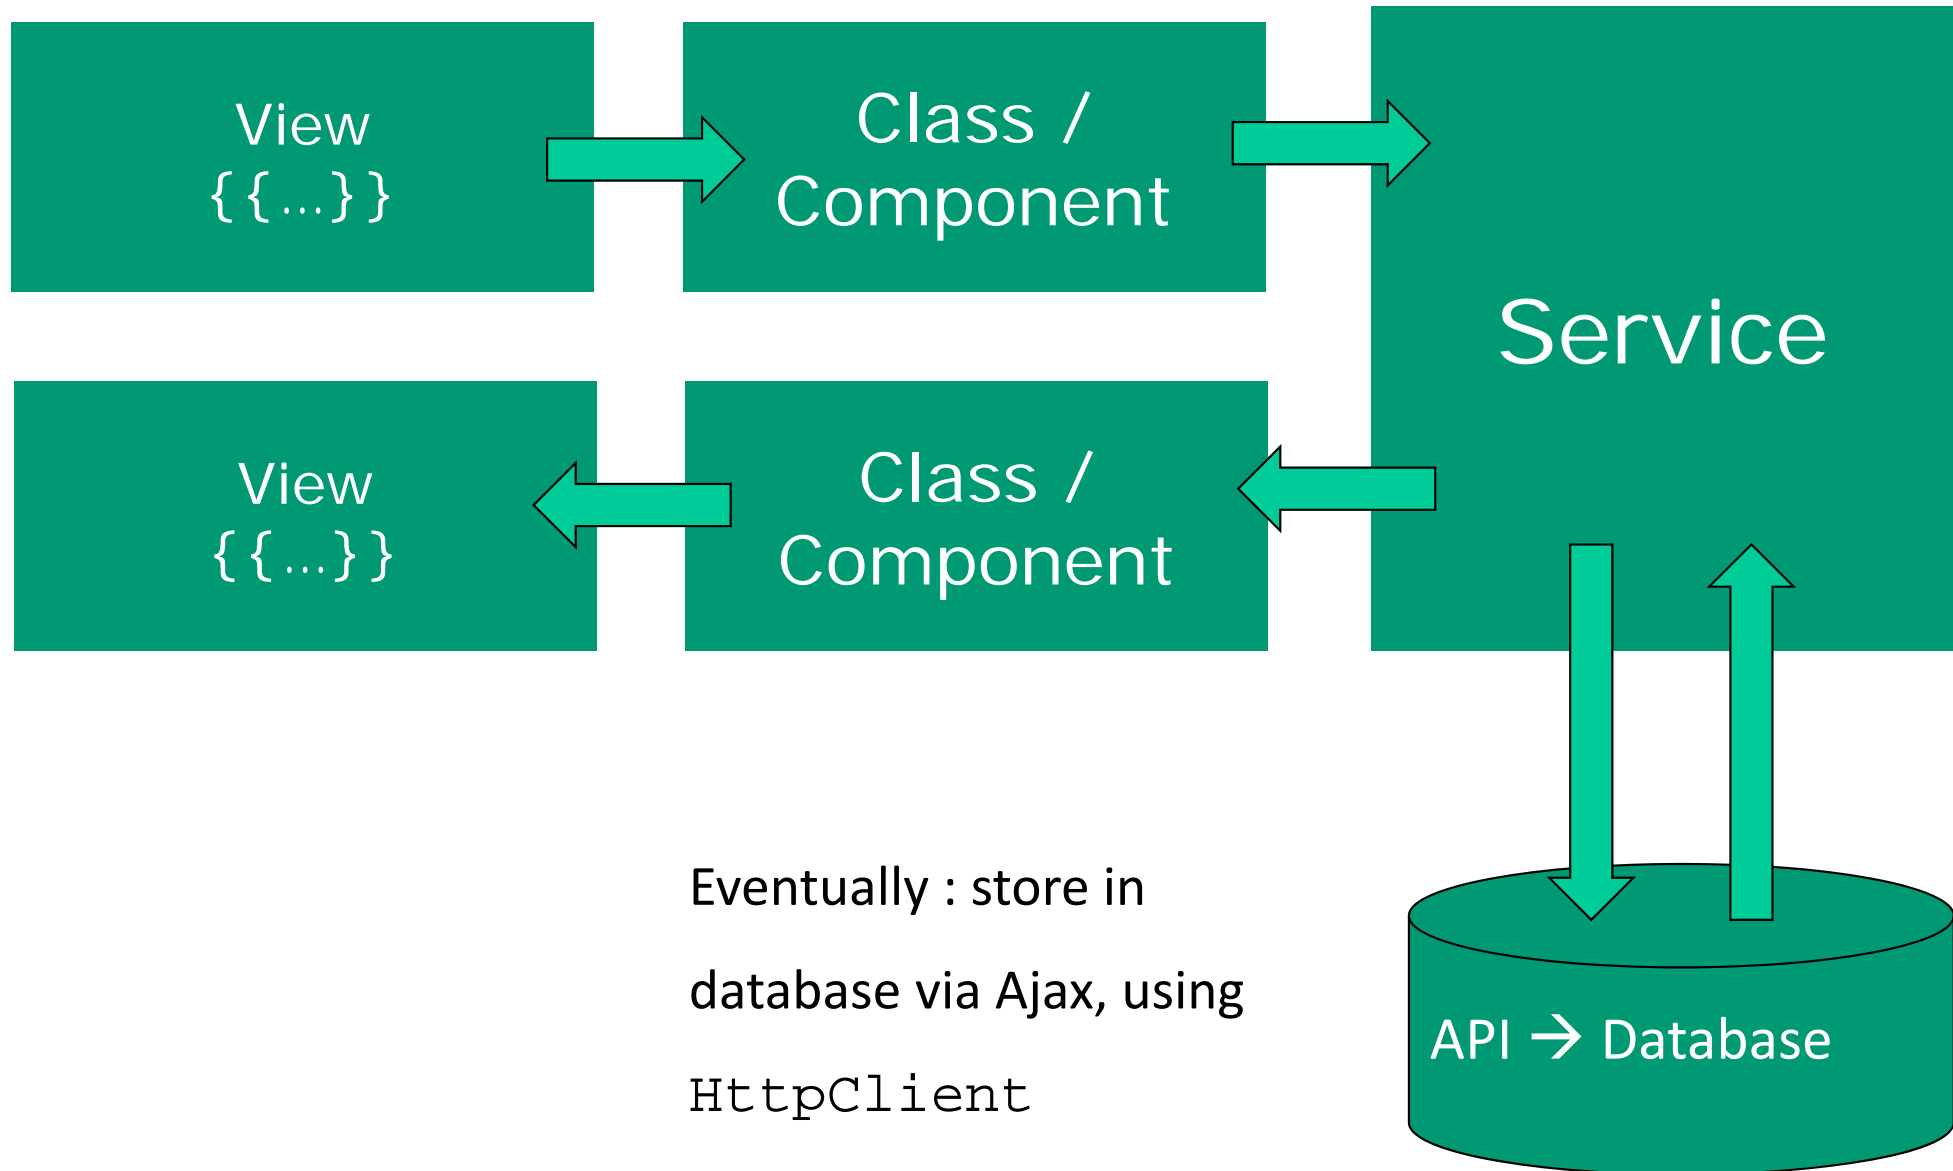 View
{{…}}
Class /
Component
Service
View
{{…}}
Class /
Component
Eventually : store in
database via Ajax, using
HttpClient
API → Database